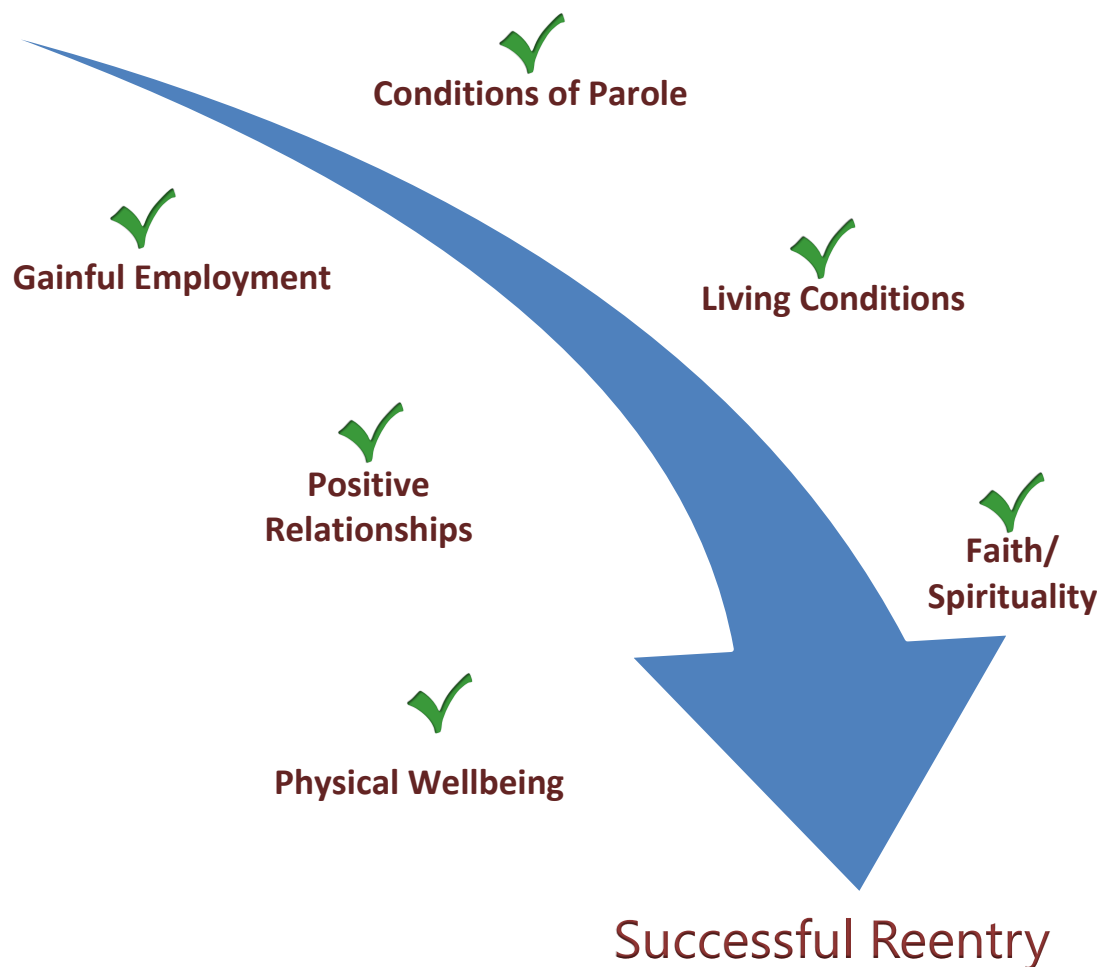 Conditions of Parole
Gainful Employment
Living Conditions
Positive
Relationships
Faith/
Spirituality
Physical Wellbeing
Successful Reentry